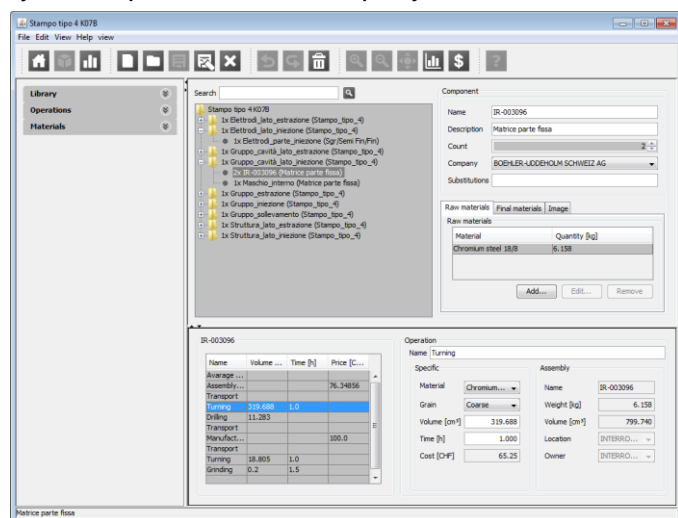 Stampo tipo 4 K07B
File Edit View Help view
Library
Operations
Materials
Search
Stampo tipo 4 K07B
1x Elettrodi_lato_estrazione (Stampo_tipo_4)
1x Elettrodi_lato_iniezione (Stampo_tipo_4)
1x Elettrodi_parte_iniezione (Sgr/Semi Fin/Fin)
1x Gruppo_cavità_lato_estrazione (Stampo_tipo_4)
1x Gruppo_cavità_lato_iniezione (Stampo_tipo_4)
2x IR-003096 (Matrice parte fissa)
1x Maschio_interno (Matrice parte fissa)
1x Gruppo_estrazione (Stampo_tipo_4)
1x Gruppo_iniezione (Stampo_tipo_4)
1x Gruppo_sollevamento (Stampo_tipo_4)
1x Struttura_lato_estrazione (Stampo_tipo_4)
1x Struttura_lato_iniezione (Stampo_tipo_4)
Component
Name IR-003096
Description Matrice parte fissa
Count 2
Company BOEHLER-UDDEHOLM SCHWEIZ AG
Substitutions
Raw materials Final materials Image
Raw materials
Material Quantity [kg]
Chromium steel 18/8 6.158
Add... Edit... Remove
IR-003096
Name Volume ... Time [h] Price [C...
Avarage ...
Assembly... 76.34856
Transport
Turning 319.688 1.0
Drilling 11.283
Transport
Manufact... 100.0
Transport
Turning 18.805 1.0
Grinding 0.2 1.5
Operation
Name Turning
Specific
Material Chromium...
Grain Coarse
Volume [cm³] 319.688
Time [h] 1.000
Cost [CHF] 65.25
Assembly
Name IR-003096
Weight [kg] 6.158
Volume [cm³] 799.740
Location INTERRO...
Owner INTERRO...
Matrice parte fissa